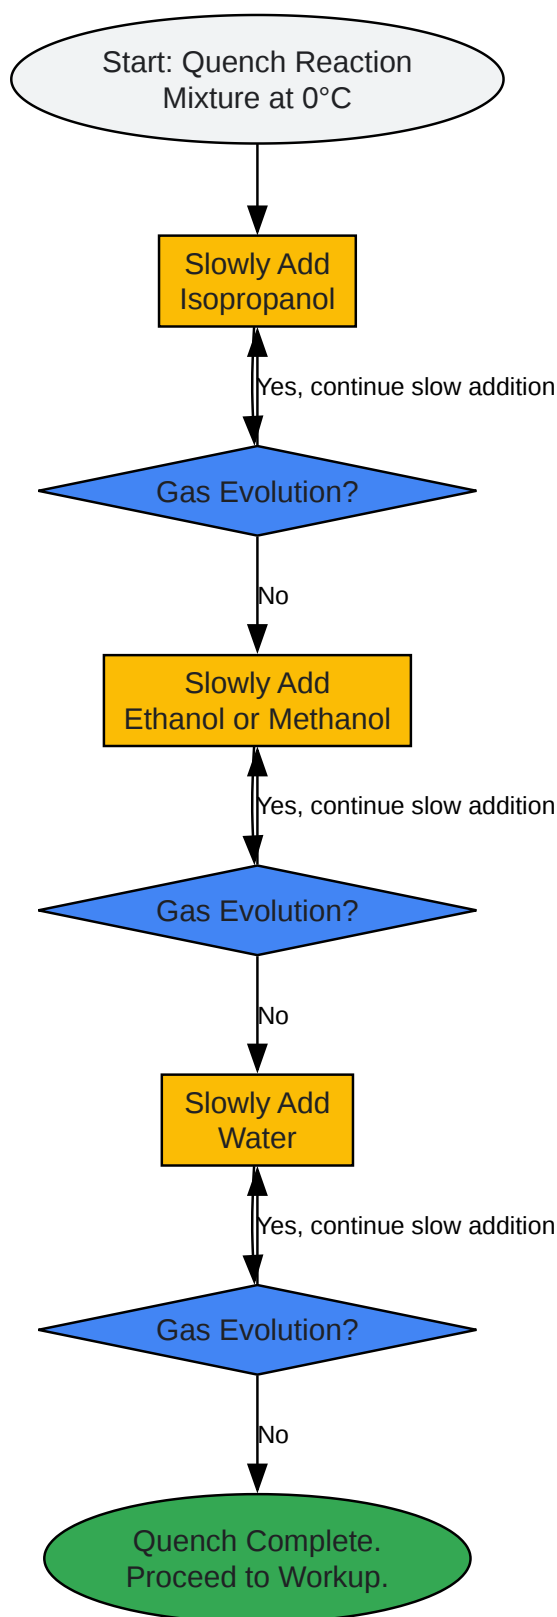 Start: Quench Reaction
Mixture at 0°C
Slowly Add
Isopropanol
Yes, continue slow addition
Gas Evolution?
No
Slowly Add
Ethanol or Methanol
Yes, continue slow addition
Gas Evolution?
No
Slowly Add
Water
Yes, continue slow addition
Gas Evolution?
No
Quench Complete.
Proceed to Workup.